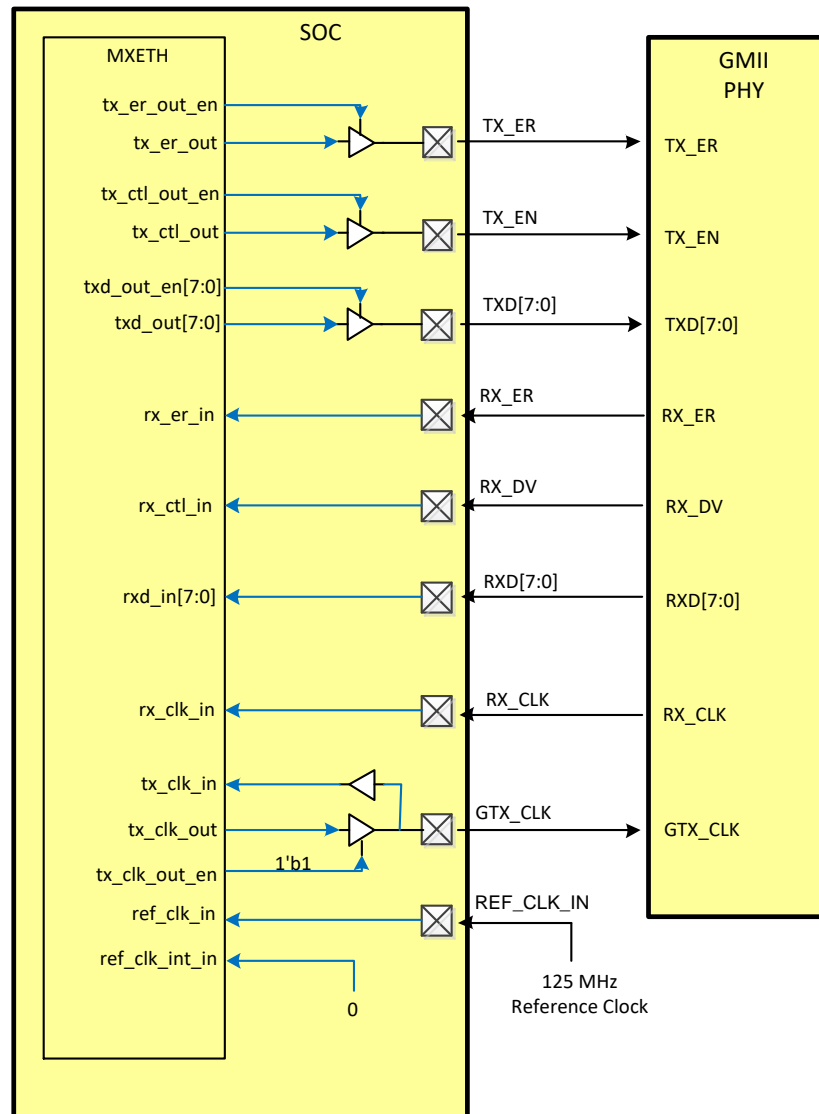 SOC
MXETH
GMII
PHY
tx_er_out_en
tx_er_out
TX_ER
TX_ER
tx_ctl_out_en
tx_ctl_out
TX_EN
TX_EN
txd_out_en[7:0]
txd_out[7:0]
TXD[7:0]
TXD[7:0]
rx_er_in
RX_ER
RX_ER
rx_ctl_in
RX_DV
RX_DV
rxd_in[7:0]
RXD[7:0]
RXD[7:0]
rx_clk_in
RX_CLK
RX_CLK
tx_clk_in
tx_clk_out
GTX_CLK
GTX_CLK
tx_clk_out_en
1'b1
ref_clk_in
REF_CLK_IN
ref_clk_int_in
0
125 MHz
Reference Clock